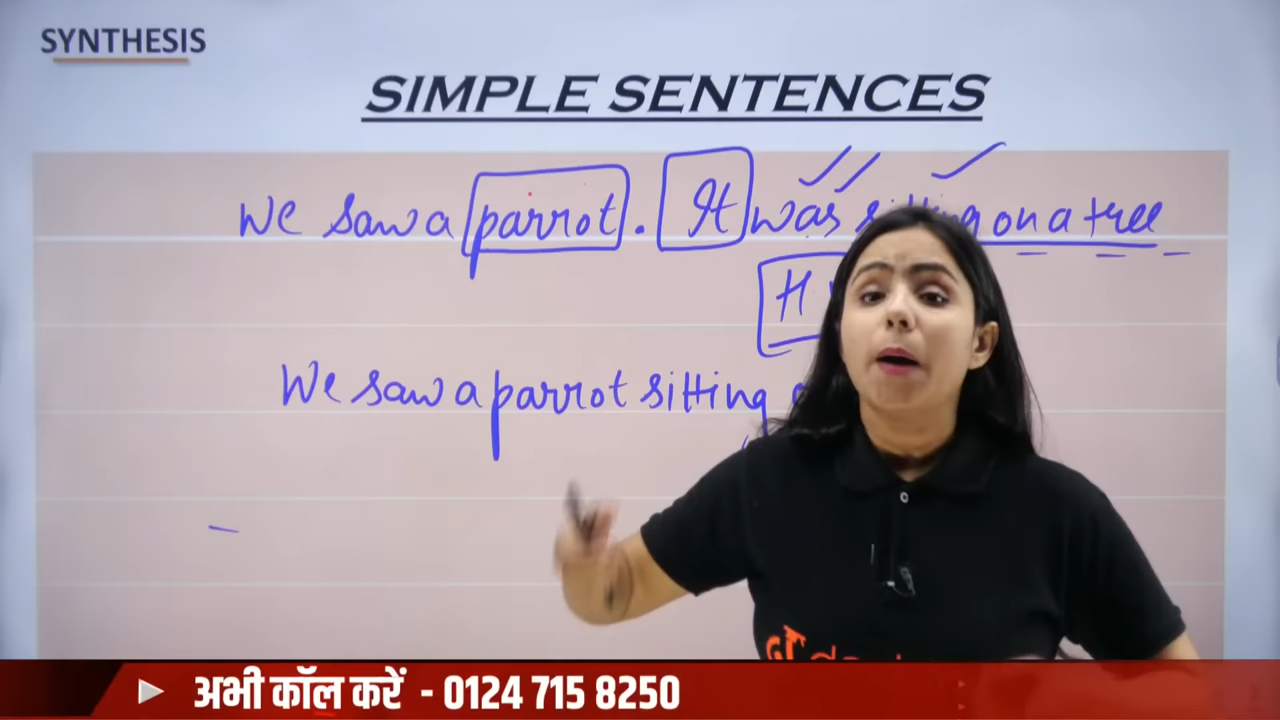 SYNTHESIS
SIMPLE SENTENCES
We saw a parrot. It was sitting on a tree
We saw a parrot sitting
अभी कॉल करें - 0124 715 8250